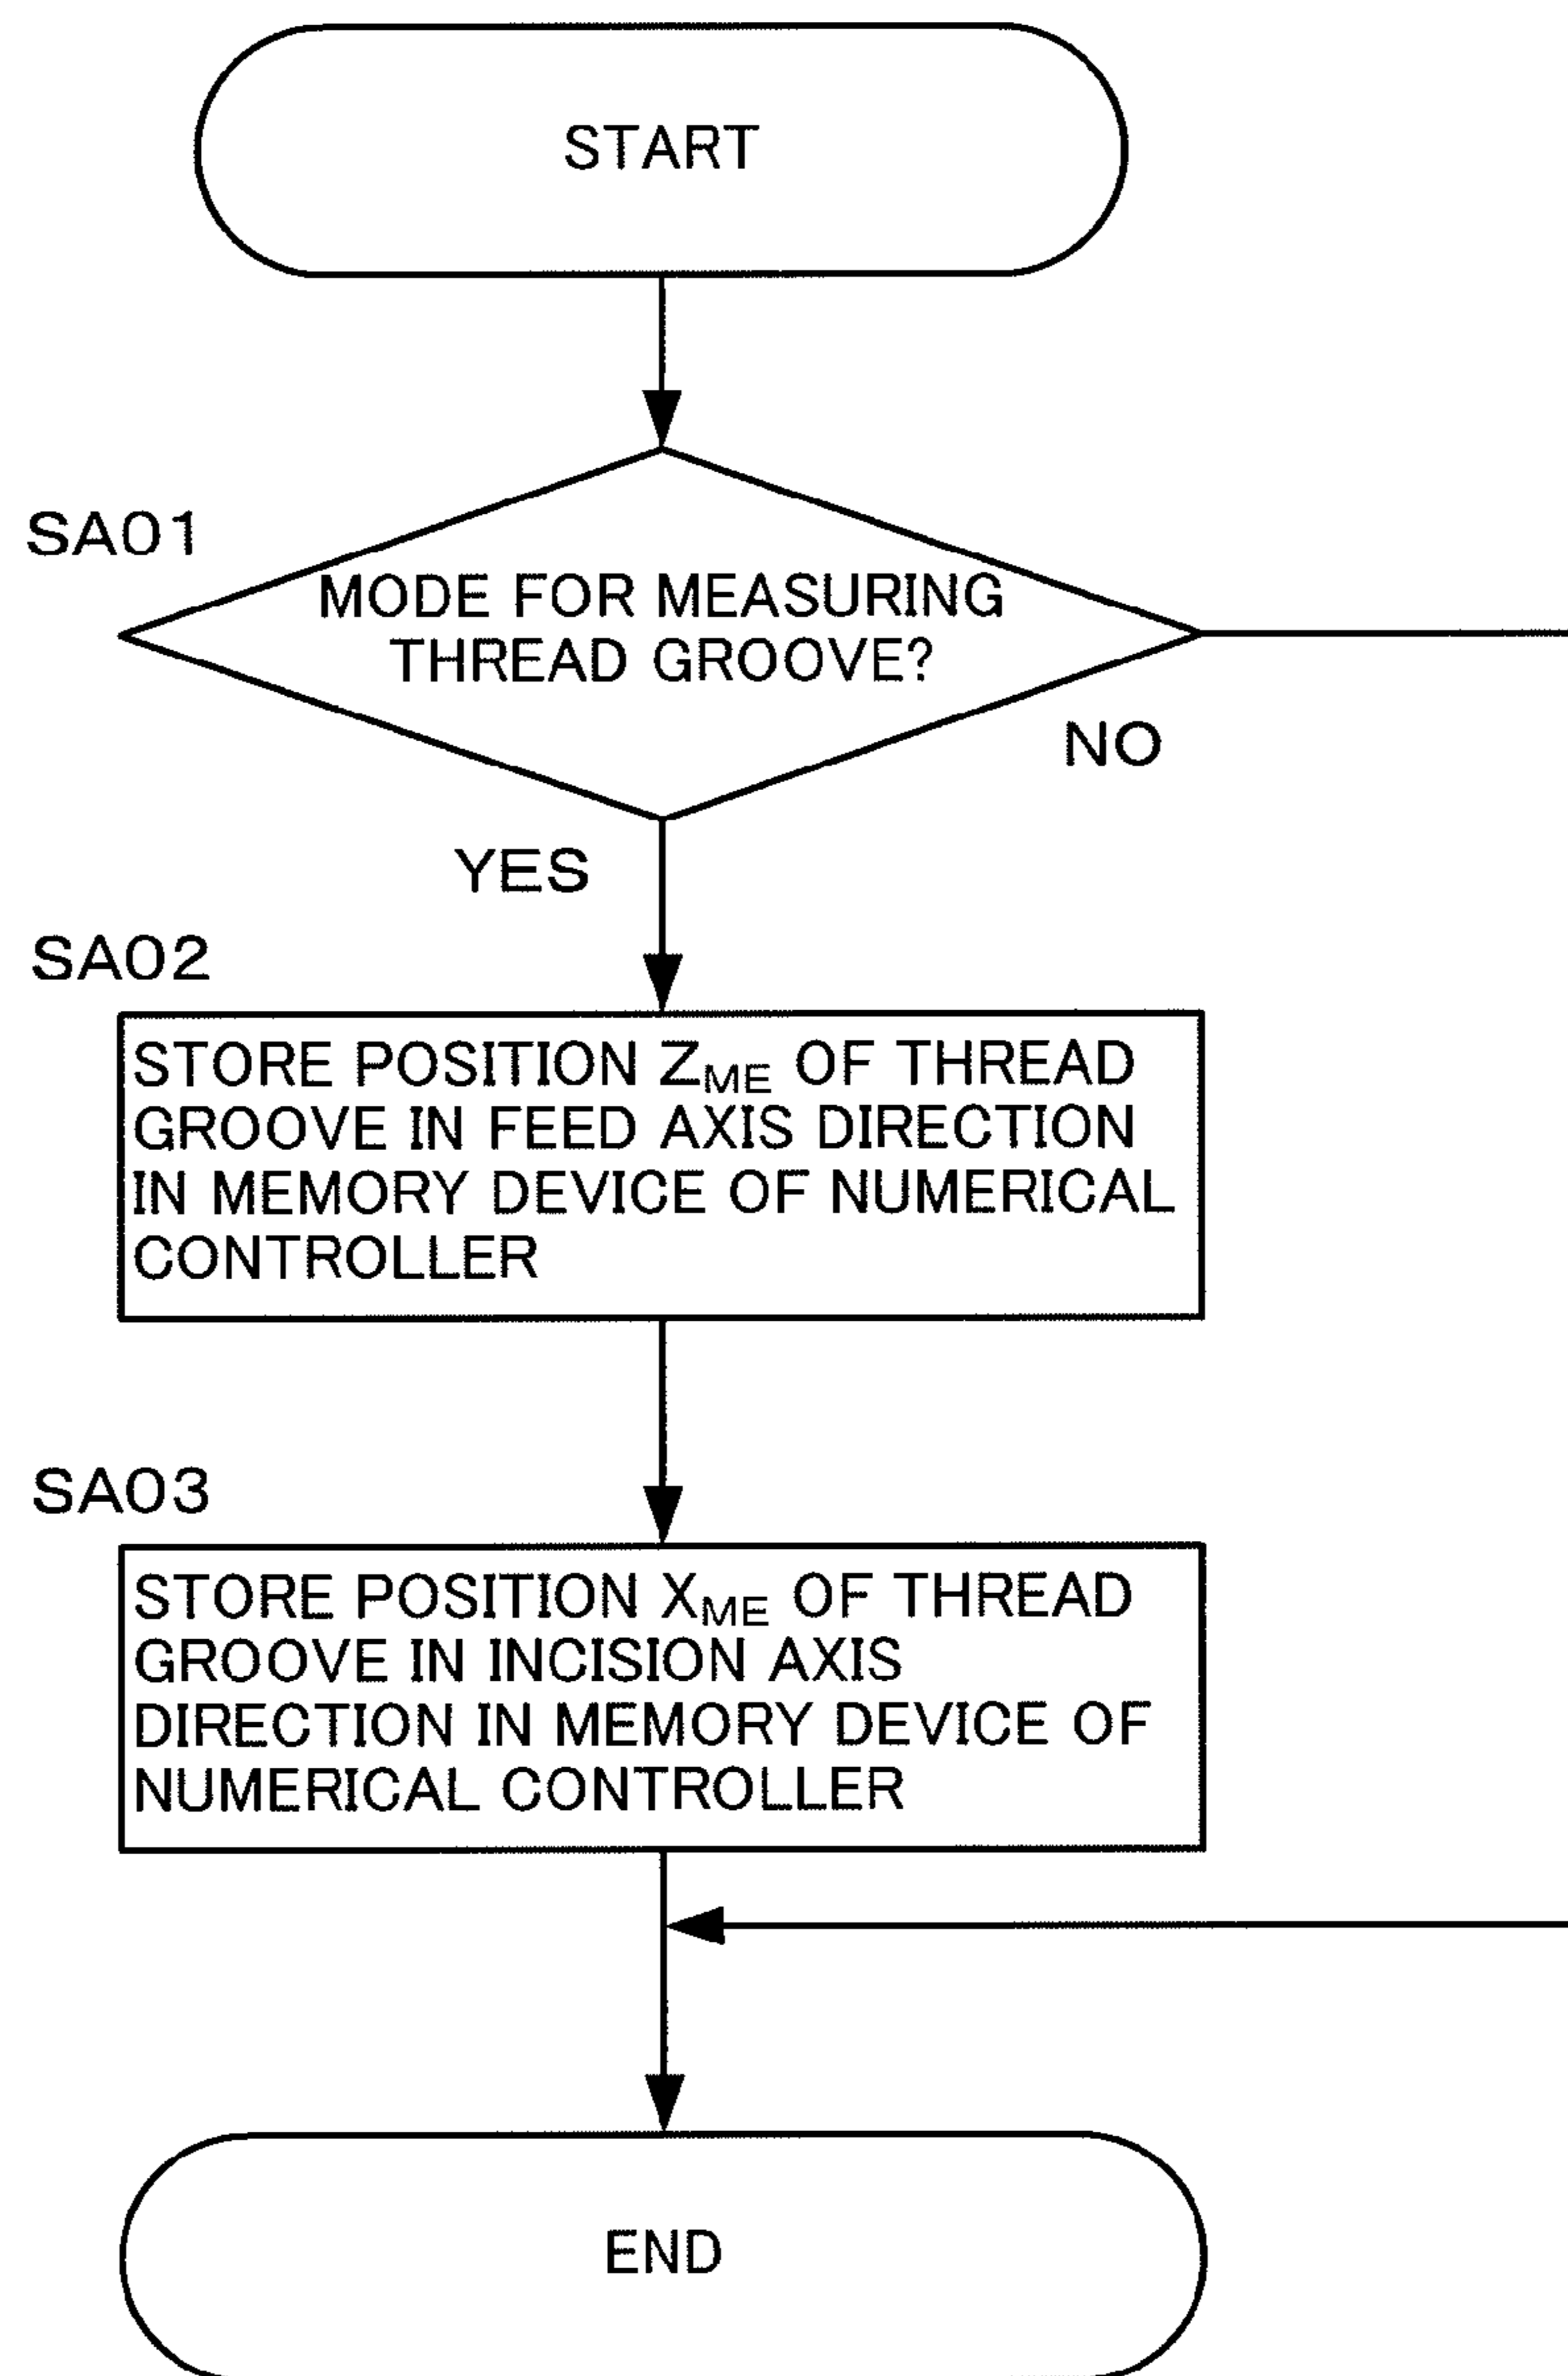 START
SA01
MODE FOR MEASURING
THREAD GROOVE?
NO
YES
SA02
STORE POSITION ZME OF THREAD
GROOVE IN FEED AXIS DIRECTION
IN MEMORY DEVICE OF NUMERICAL
CONTROLLER
SA03
STORE POSITION XME OF THREAD
GROOVE IN INCISION AXIS
DIRECTION IN MEMORY DEVICE OF
NUMERICAL CONTROLLER
END